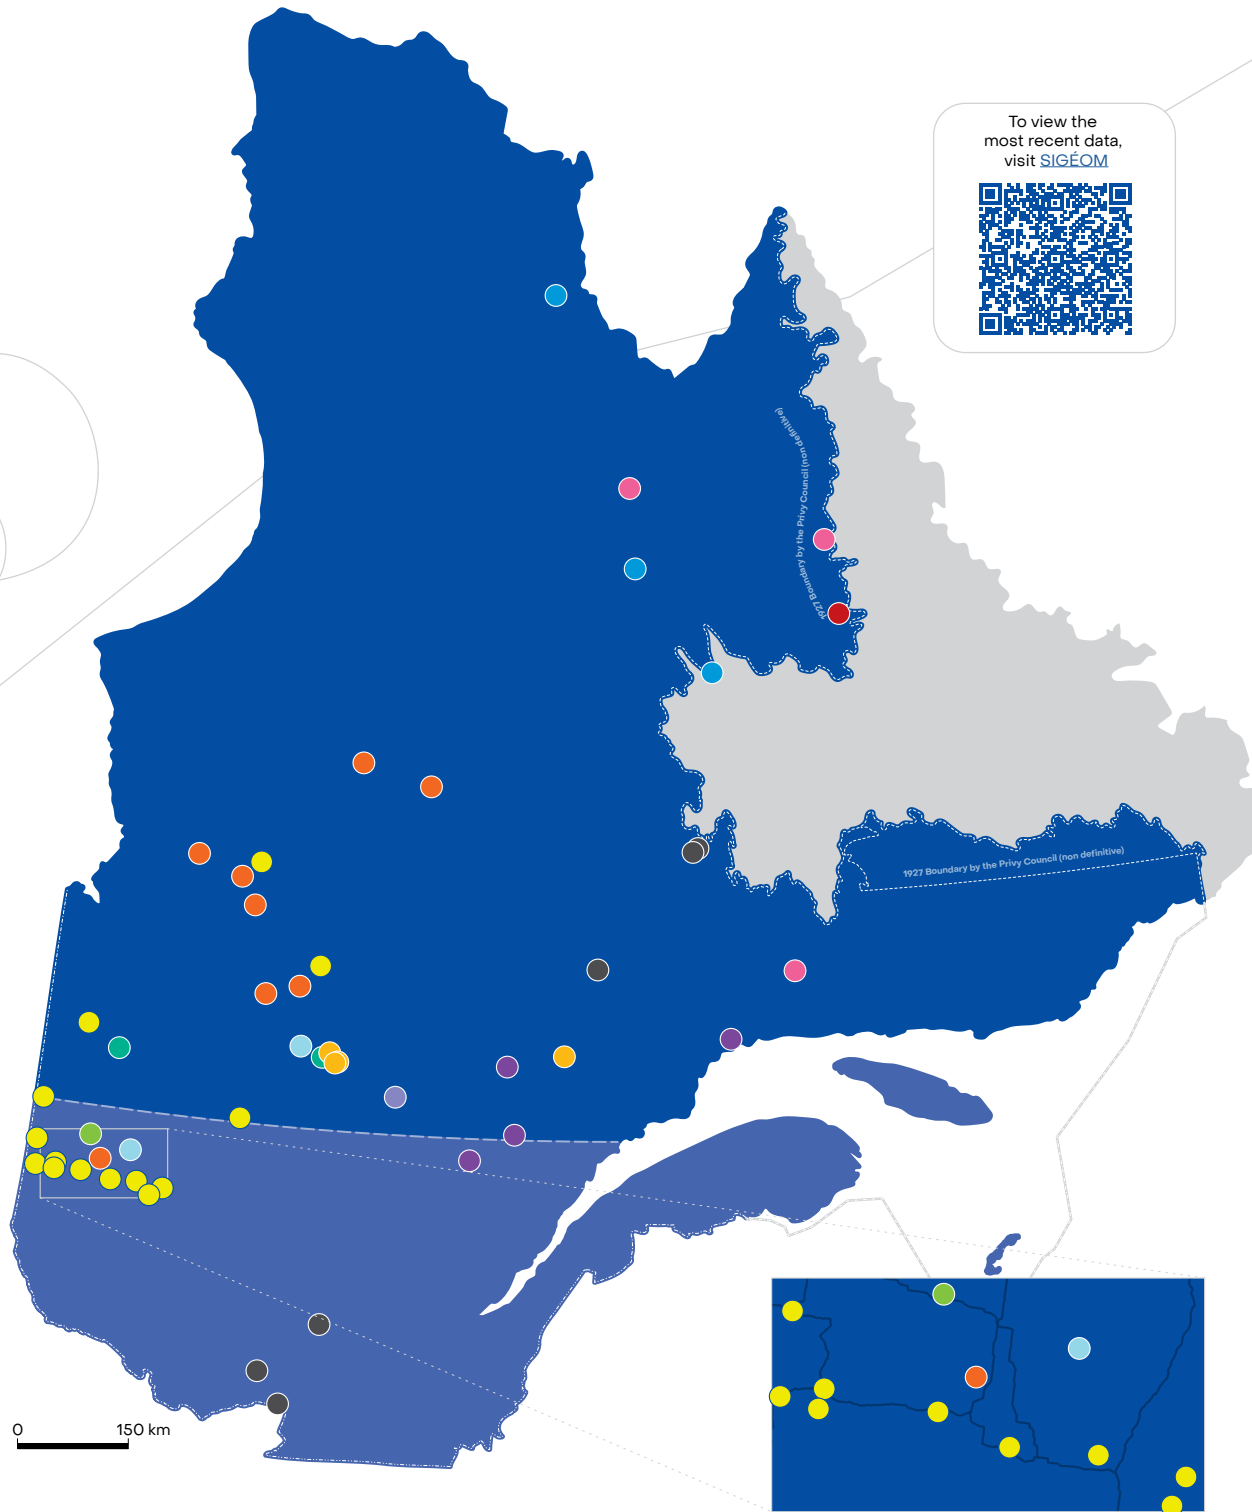 To view the
most recent data,
visit SIGÉOM
1927 Boundary by the Privy Council (non definitive)
1927 Boundary by the Privy Council (non definitive)
0 150 km